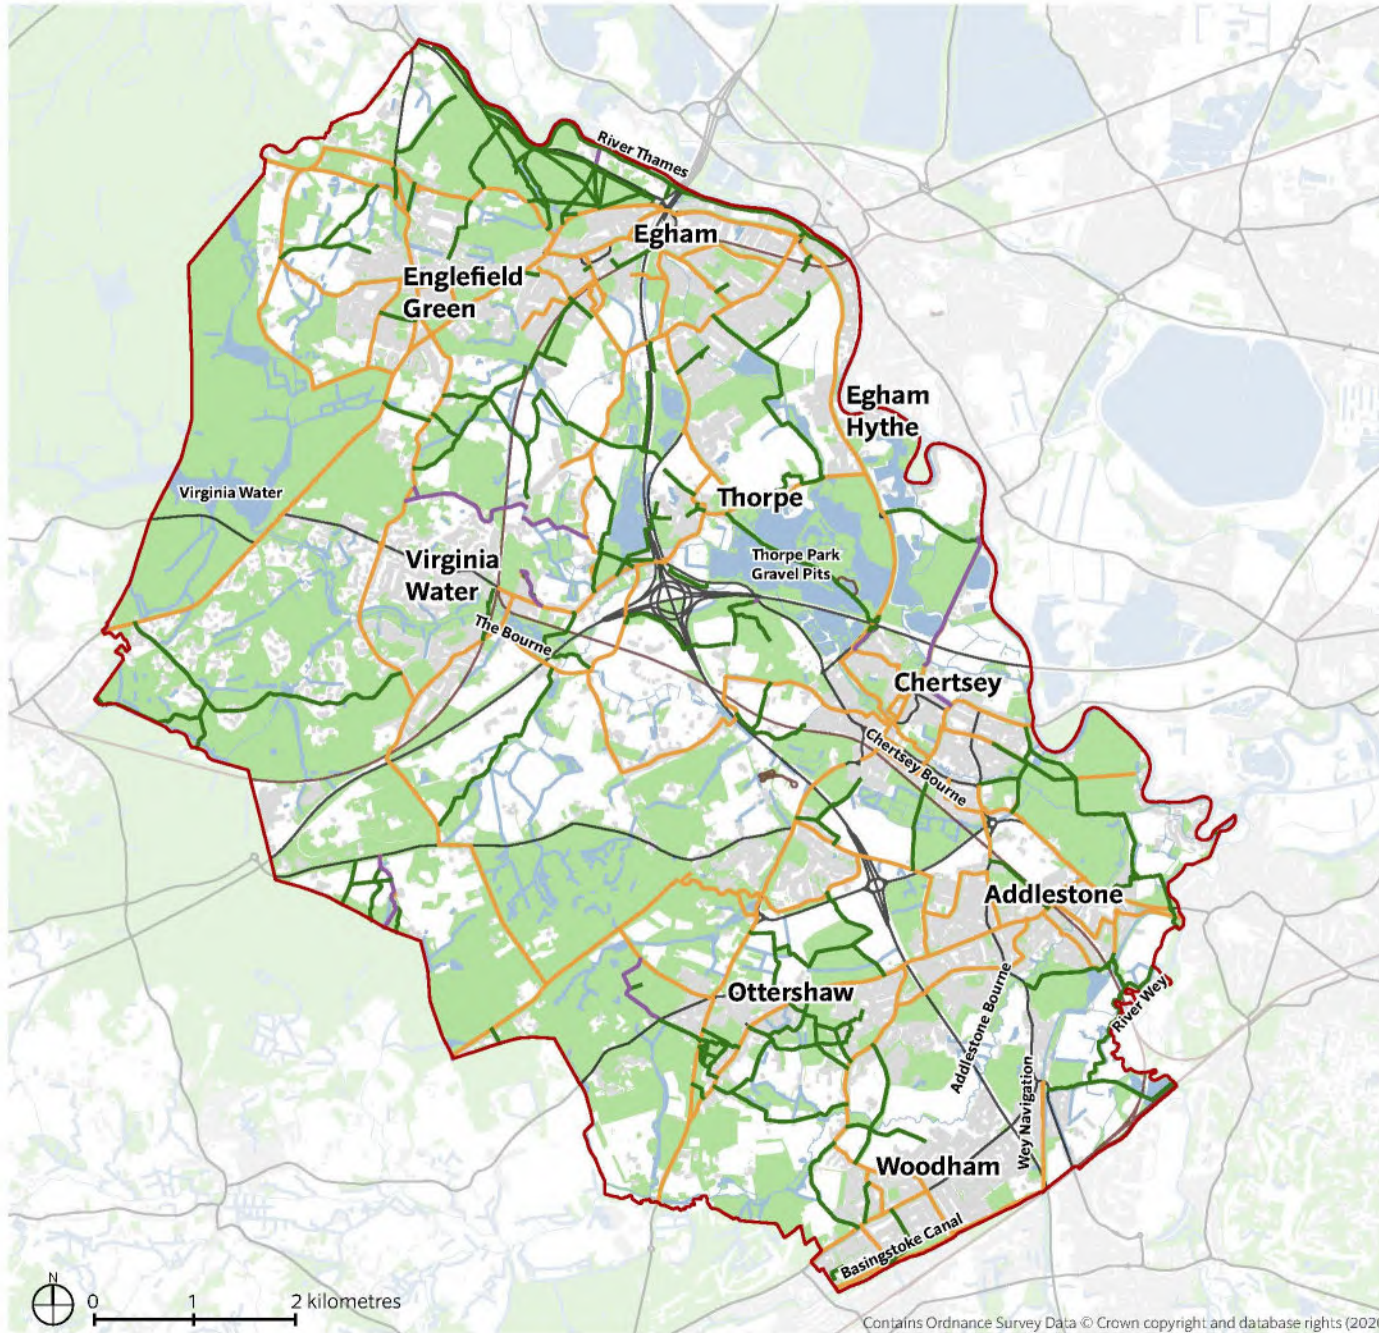 River Thames
Egham
Englefield
Green
Egham
Hythe
Virginia Water
Thorpe
Virginia
Water
Thorpe Park
Gravel Pits
The Bourne
Chertsey
Chertsey Bourne
Addlestone
Ottershaw
Addlestone Bourne
River Wey
Wey Navigation
Woodham
Basingstoke Canal
N
0 1 2 kilometres
Contains Ordnance Survey Data © Crown copyright and database rights (2020